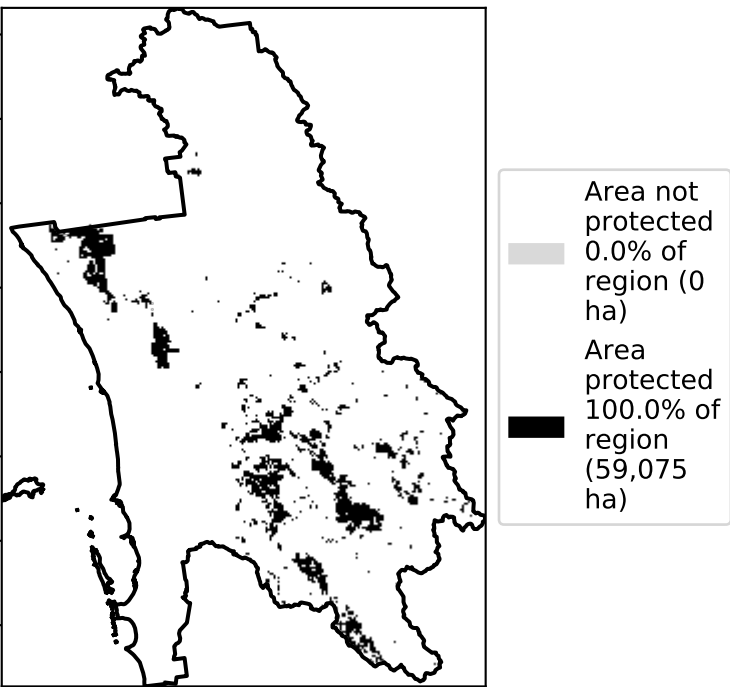 Area not
protected
0.0% of
region (0
ha)
Area
protected
100.0% of
region
(59,075
ha)